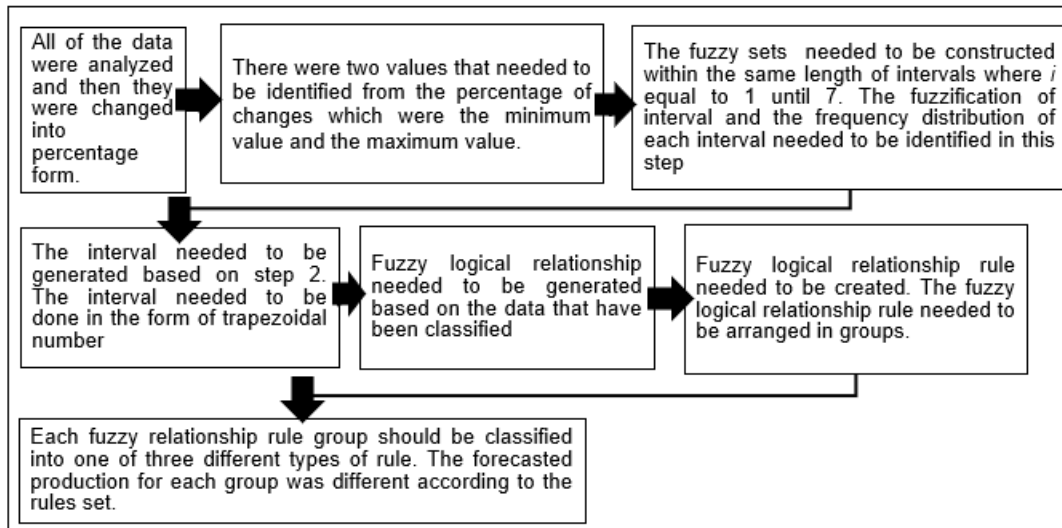 All of the data
were analyzed
and then they
were changed
into
percentage
form.
There were two values that needed to
be identified from the percentage of
changes which were the minimum
value and the maximum value.
The fuzzy sets needed to be constructed
within the same length of intervals where i
equal to 1 until 7. The fuzzification of
interval and the frequency distribution of
each interval needed to be identified in this
step
The interval needed to be
generated based on step 2.
The interval needed to be
done in the form of trapezoidal
number
Fuzzy logical relationship
needed to be generated
based on the data that have
been classified
Fuzzy logical relationship rule
needed to be created. The fuzzy
logical relationship rule needed to
be arranged in groups.
Each fuzzy relationship rule group should be classified
into one of three different types of rule. The forecasted
production for each group was different according to the
rules set.